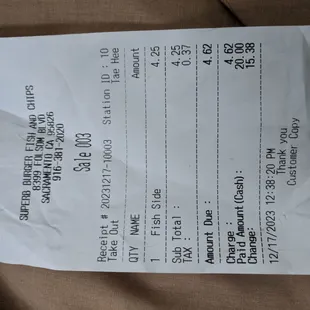 SUPERB BURGER FISH AND CHIPS
8399 FOLSOM BLVD
SACRAMENTO CA 95826
916-381-2020
Sale 003
Receipt # 20231217-10003 Station ID : 10
Take Out Tae Hee
QTY NAME Amount
1 Fish Side 4.25
Sub Total : 4.25
TAX : 0.37
Amount Due : 4.62
Charge : 4.62
Paid Amount(Cash): 20.00
Change: 15.38
12/17/2023 12:38:20 PM
Thank you
Customer Copy